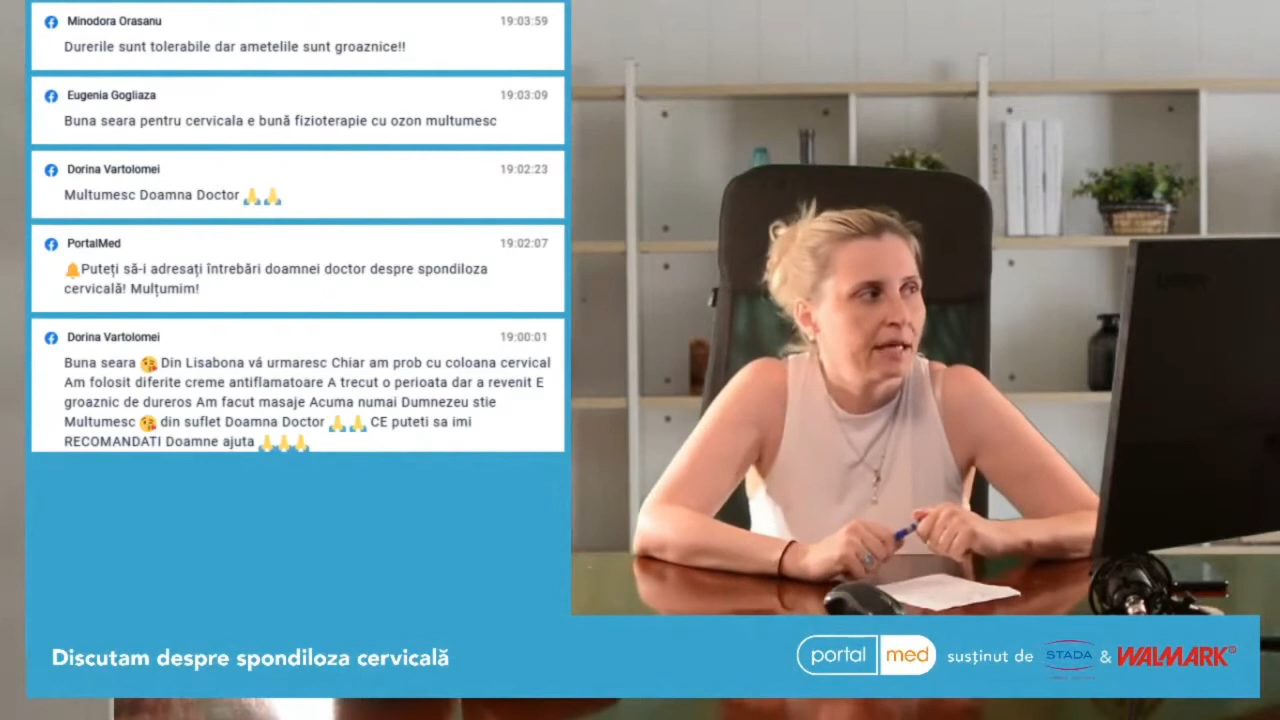 Minodora Orasanu 19:03:59
Durerile sunt tolerabile dar ametelile sunt groaznice!!
Eugenia Gogliaza 19:03:09
Buna seara pentru cervicala e bună fizioterapie cu ozon multumesc
Dorina Vartolomei 19:02:23
Multumesc Doamna Doctor 🙏🙏
PortalMed 19:02:07
🔔Puteți să-i adresați întrebări doamnei doctor despre spondiloza
cervicală! Mulțumim!
Dorina Vartolomei 19:00:01
Buna seara 😘 Din Lisabona vá urmaresc Chiar am prob cu coloana cervical
Am folosit diferite creme antiflamatoare A trecut o perioata dar a revenit E
groaznic de dureros Am facut masaje Acuma numai Dumnezeu stie
Multumesc 😘 din suflet Doamna Doctor 🙏🙏 CE puteti sa imi
RECOMANDATI Doamne ajuta 🙏🙏🙏
Discutam despre spondiloza cervicală
portal med susținut de STADA & WALMARK®